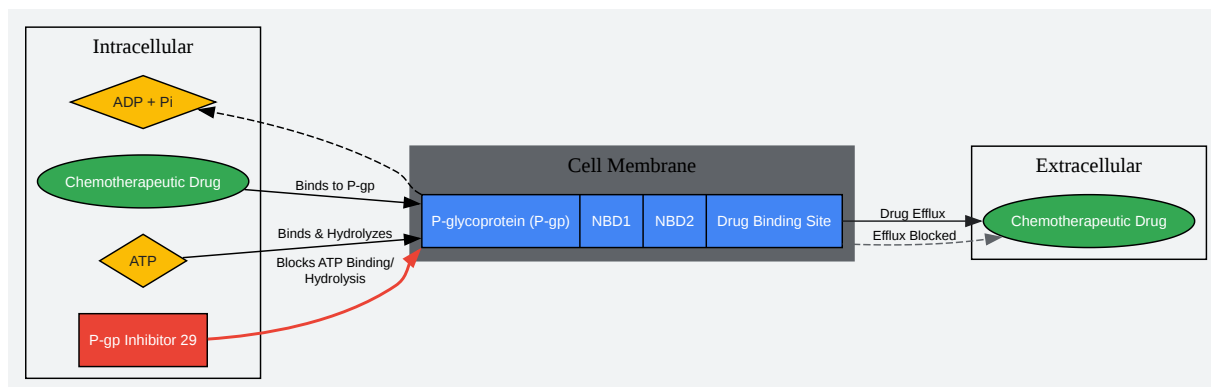 Intracellular
ADP + Pi
Chemotherapeutic Drug
ATP
P-gp Inhibitor 29
Binds to P-gp
Binds & Hydrolyzes
Blocks ATP Binding/
Hydrolysis
Cell Membrane
P-glycoprotein (P-gp)
NBD1
NBD2
Drug Binding Site
Drug Efflux
Efflux Blocked
Extracellular
Chemotherapeutic Drug